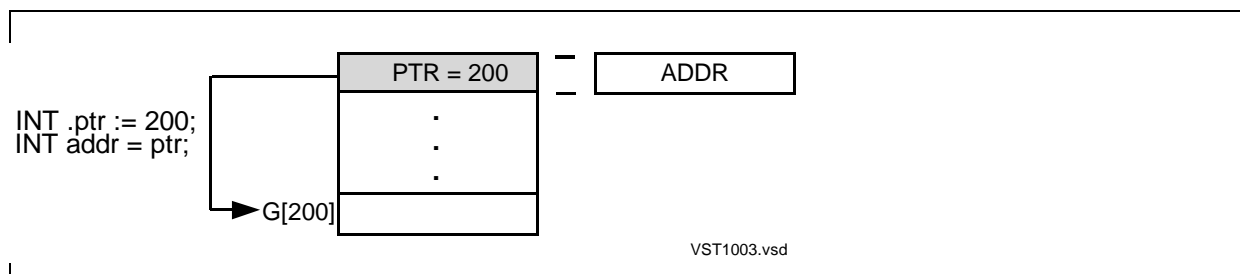 PTR = 200
ADDR
INT .ptr := 200;
INT addr = ptr;
.
.
.
G[200]
VST1003.vsd